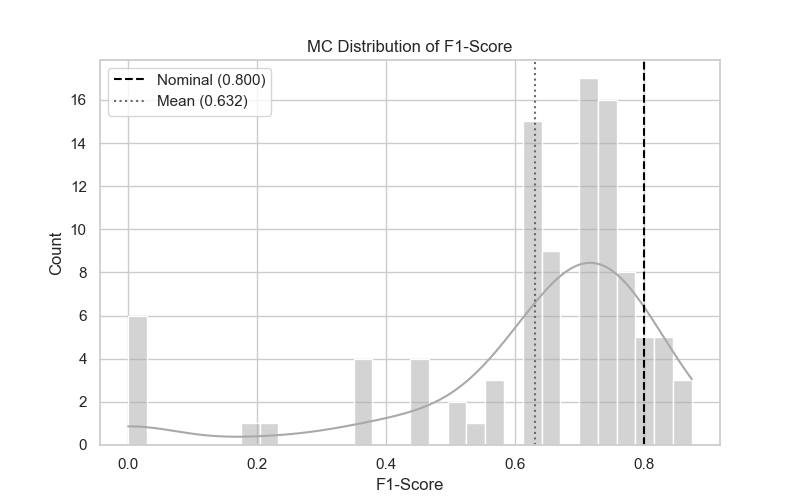 MC Distribution of F1-Score
Nominal (0.800)
Mean (0.632)
Count
16
14
12
10
8
6
4
2
0
0.0 0.2 0.4 0.6 0.8
F1-Score